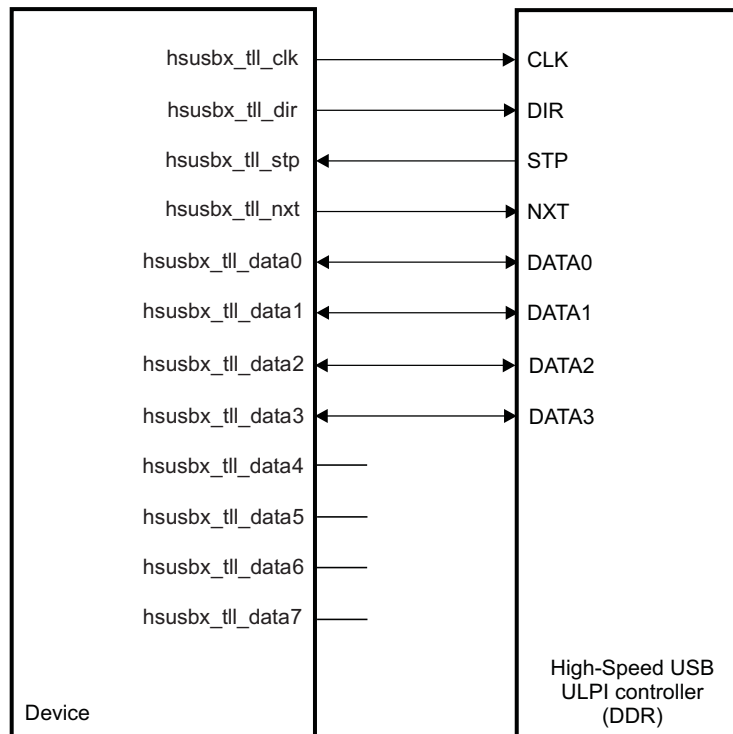 hsusbx_tll_clk CLK
hsusbx_tll_dir DIR
hsusbx_tll_stp STP
hsusbx_tll_nxt NXT
hsusbx_tll_data0 DATA0
hsusbx_tll_data1 DATA1
hsusbx_tll_data2 DATA2
hsusbx_tll_data3 DATA3
hsusbx_tll_data4
hsusbx_tll_data5
hsusbx_tll_data6
hsusbx_tll_data7
Device
High-Speed USB
ULPI controller
(DDR)